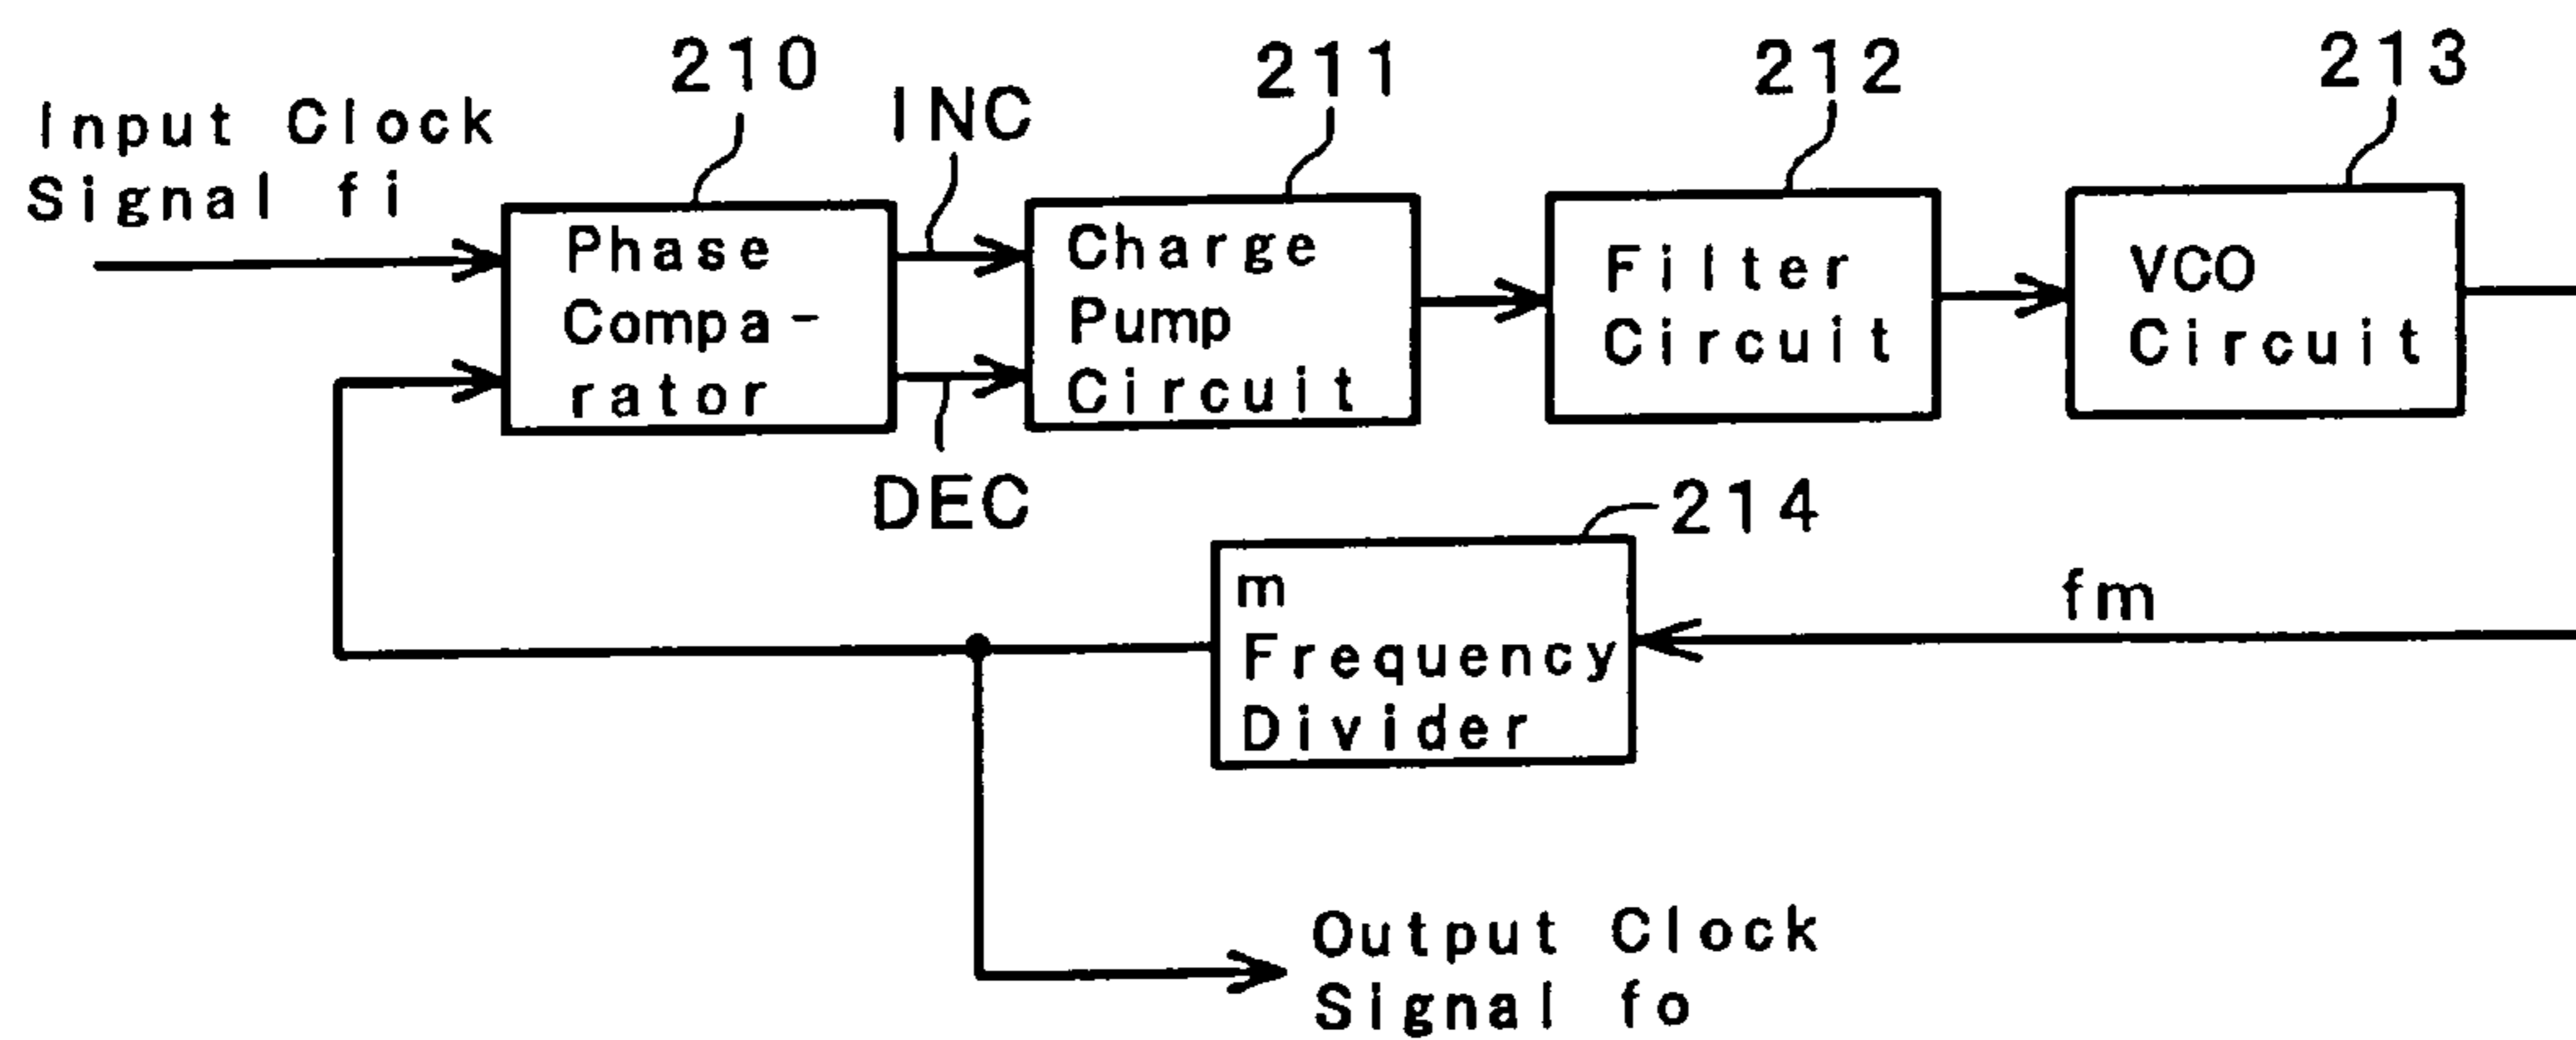 210
211
212
213
Input Clock
Signal fi
INC
Phase
Compa-
rator
Charge
Pump
Circuit
Filter
Circuit
VCO
Circuit
DEC
214
m
Frequency
Divider
fm
Output Clock
Signal fo